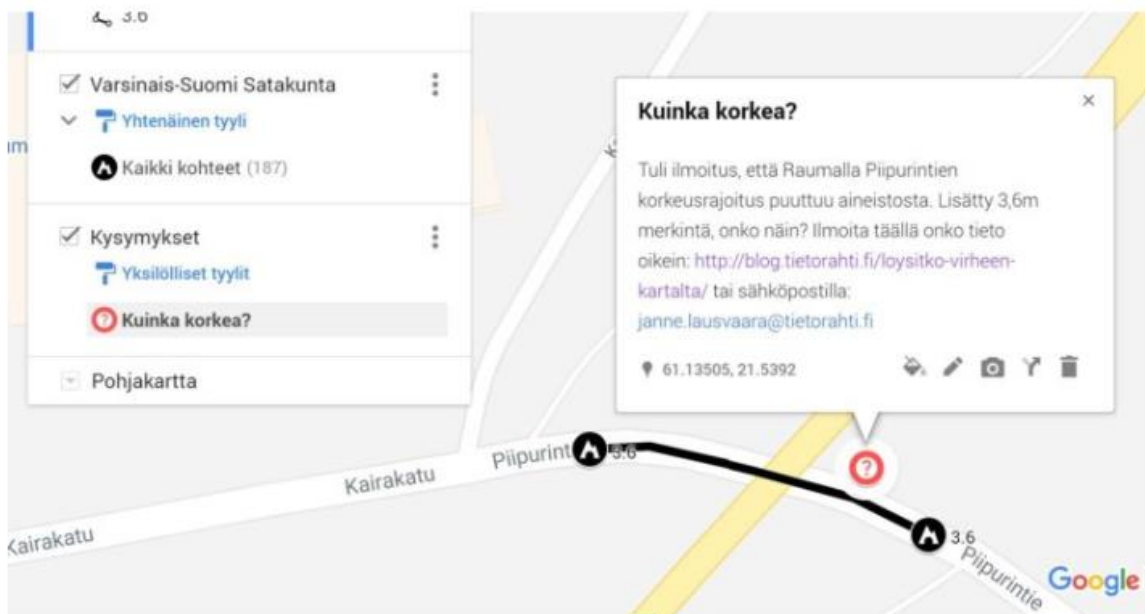 3.6
Varsinais-Suomi Satakunta
Yhtenäinen tyyli
Kaikki kohteet (187)
Kysymykset
Yksilölliset tyylit
Kuinka korkea?
Pohjakartta
Kuinka korkea?
Tuli ilmoitus, että Raumalla Piipurintien
korkeusrajoitus puuttuu aineistosta. Lisätty 3,6m
merkintä, onko näin? Ilmoita täällä onko tieto
oikein: http://blog.tietorahti.fi/loysitko-virheen-
kartalta/ tai sähköpostilla:
janne.lausvaara@tietorahti.fi
61.13505, 21.5392
Piipurint
3.6
Kairakatu
Kairakatu
3.6
Piipurintie
Google